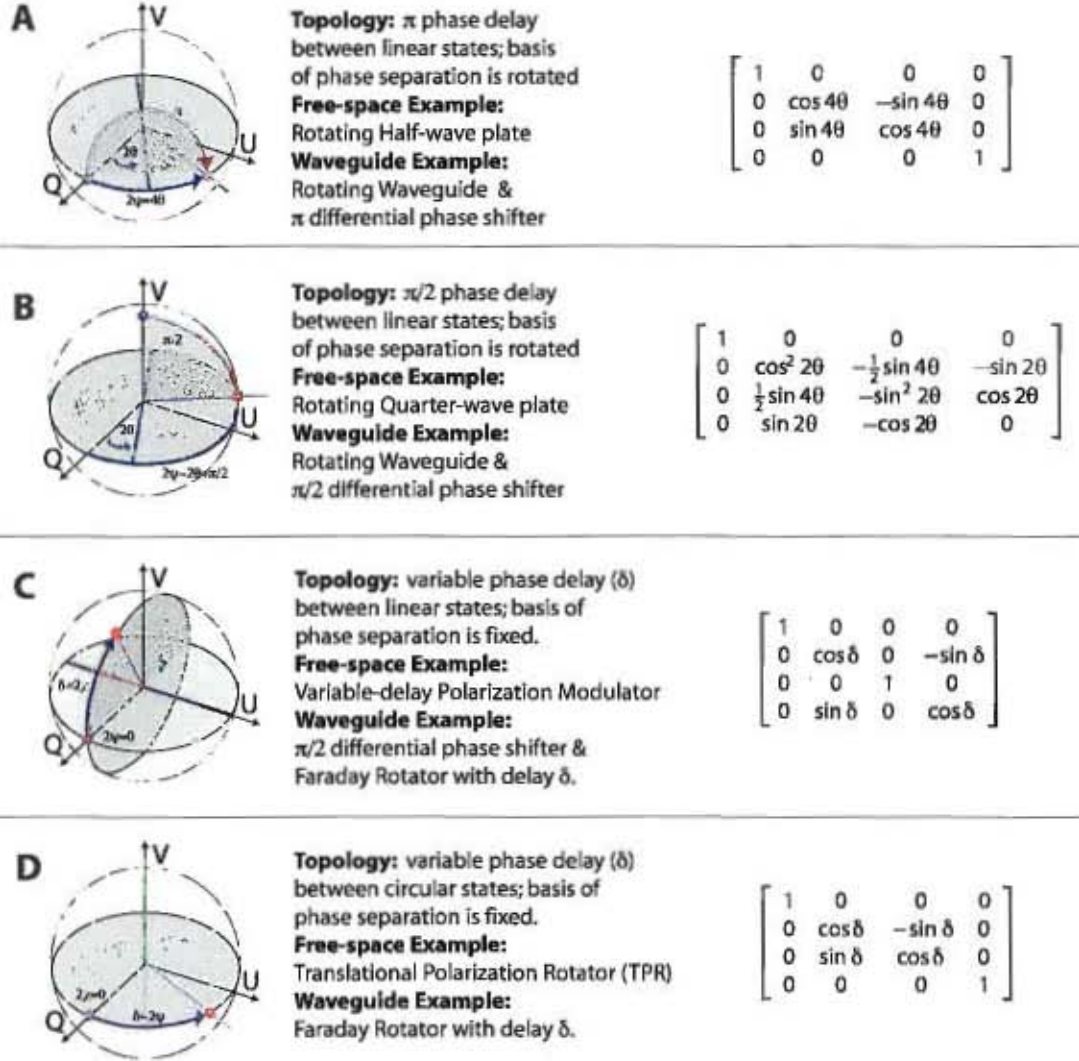 A
V
U
Q
2θ
2ψ=4θ
Topology: π phase delay
between linear states; basis
of phase separation is rotated
Free-space Example:
Rotating Half-wave plate
Waveguide Example:
Rotating Waveguide &
π differential phase shifter
1 0 0 0
0 cos 4θ −sin 4θ 0
0 sin 4θ cos 4θ 0
0 0 0 1
B
V
π/2
U
Q
2θ
Topology: π/2 phase delay
between linear states; basis
of phase separation is rotated
Free-space Example:
Rotating Quarter-wave plate
Waveguide Example:
Rotating Waveguide &
π/2 differential phase shifter
1 0 0 0
0 cos² 2θ −½ sin 4θ −sin 2θ
0 ½ sin 4θ −sin² 2θ cos 2θ
0 sin 2θ −cos 2θ 0
C
V
U
Q
2ψ=0
Topology: variable phase delay (δ)
between linear states; basis of
phase separation is fixed.
Free-space Example:
Variable-delay Polarization Modulator
Waveguide Example:
π/2 differential phase shifter &
Faraday Rotator with delay δ.
1 0 0 0
0 cos δ 0 −sin δ
0 0 1 0
0 sin δ 0 cos δ
D
V
U
Q
δ=2ψ
Topology: variable phase delay (δ)
between circular states; basis of
phase separation is fixed.
Free-space Example:
Translational Polarization Rotator (TPR)
Waveguide Example:
Faraday Rotator with delay δ.
1 0 0 0
0 cos δ −sin δ 0
0 sin δ cos δ 0
0 0 0 1